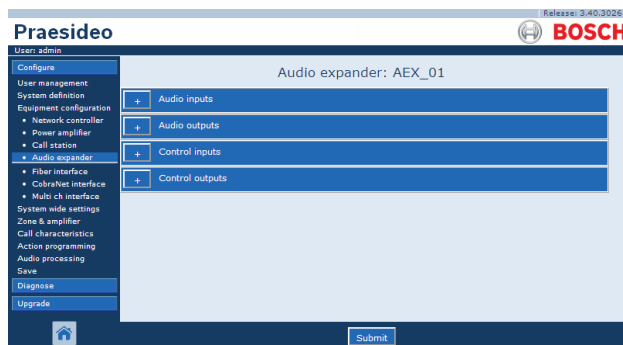 Release: 3.40.3026
Praesideo
BOSCH
User: admin
Configure
User management
System definition
Equipment configuration
• Network controller
• Power amplifier
• Call station
• Audio expander
• Fiber interface
• CobraNet interface
• Multi ch interface
System wide settings
Zone & amplifier
Call characteristics
Action programming
Audio processing
Save
Diagnose
Upgrade
Audio expander: AEX_01
+ Audio inputs
+ Audio outputs
+ Control inputs
+ Control outputs
Submit